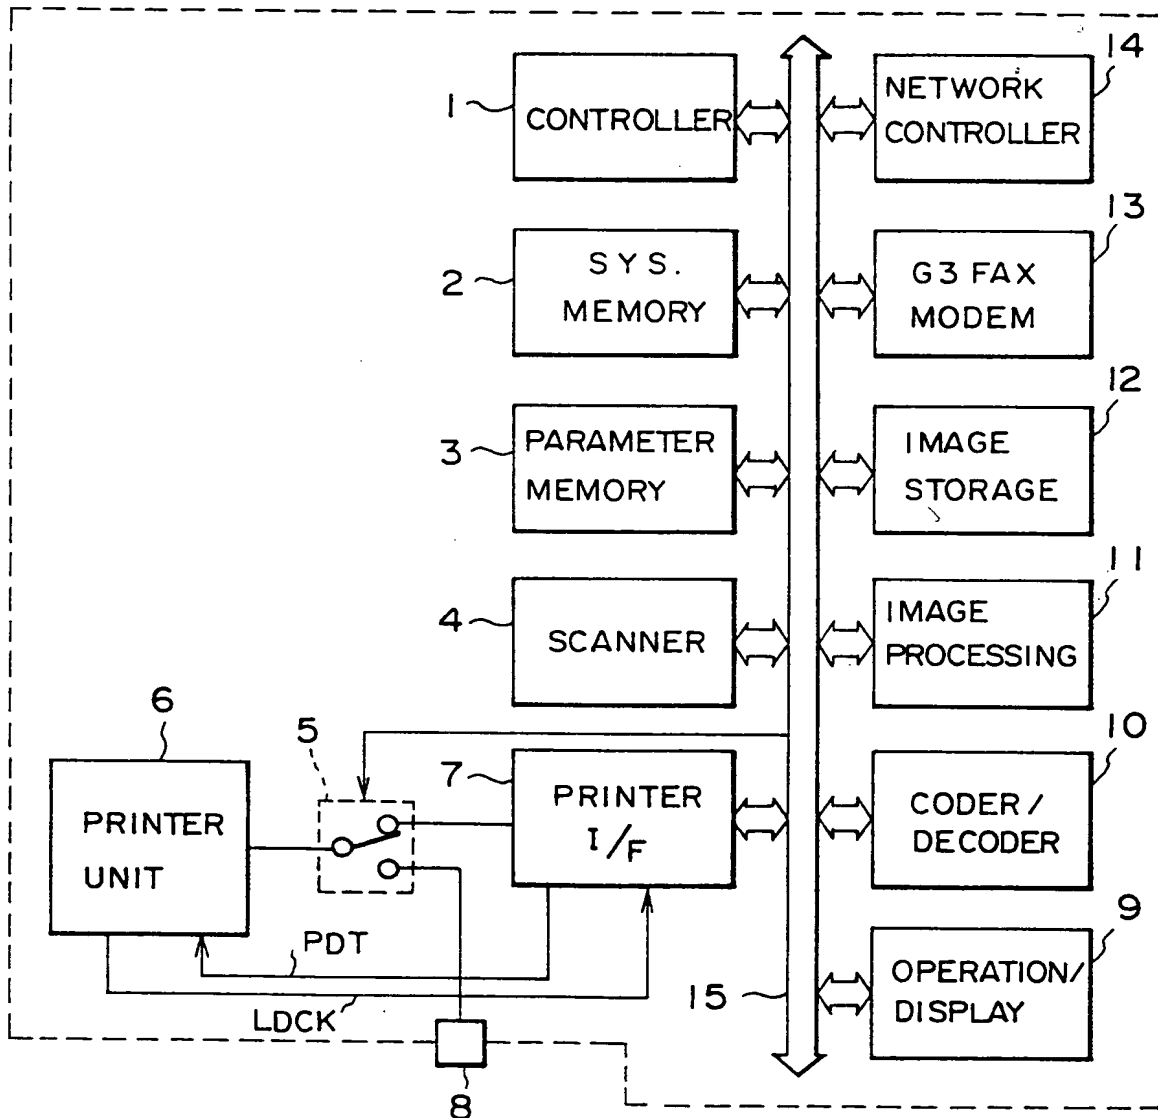 1
CONTROLLER
14
NETWORK
CONTROLLER
2
SYS.
MEMORY
13
G3 FAX
MODEM
3
PARAMETER
MEMORY
12
IMAGE
STORAGE
4
SCANNER
11
IMAGE
PROCESSING
6
PRINTER
UNIT
5
7
PRINTER
I/F
10
CODER/
DECODER
PDT
LDCK
8
15
9
OPERATION/
DISPLAY